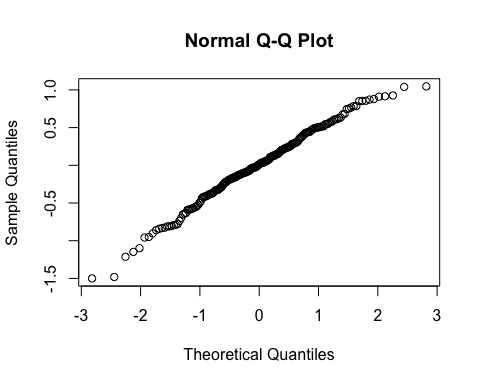 Normal Q-Q Plot
Sample Quantiles
1.0
0.5
-0.5
-1.5
-3 -2 -1 0 1 2 3
Theoretical Quantiles